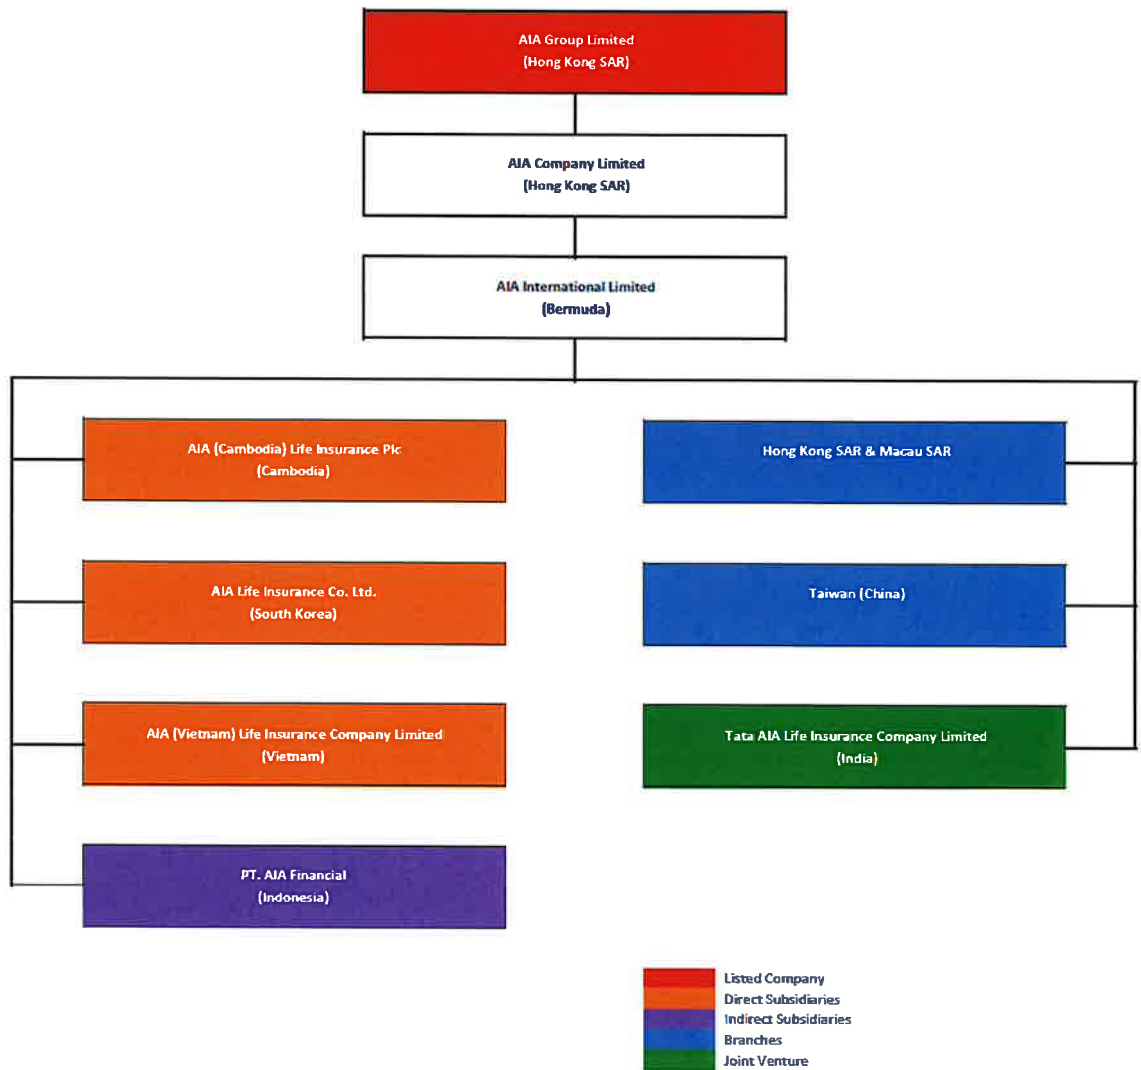 AIA Group Limited
(Hong Kong SAR)
AIA Company Limited
(Hong Kong SAR)
AIA International Limited
(Bermuda)
AIA (Cambodia) Life Insurance Plc
(Cambodia)
Hong Kong SAR & Macau SAR
AIA Life Insurance Co. Ltd.
(South Korea)
Taiwan (China)
AIA (Vietnam) Life Insurance Company Limited
(Vietnam)
Tata AIA Life Insurance Company Limited
(India)
PT. AIA Financial
(Indonesia)
Listed Company
Direct Subsidiaries
Indirect Subsidiaries
Branches
Joint Venture